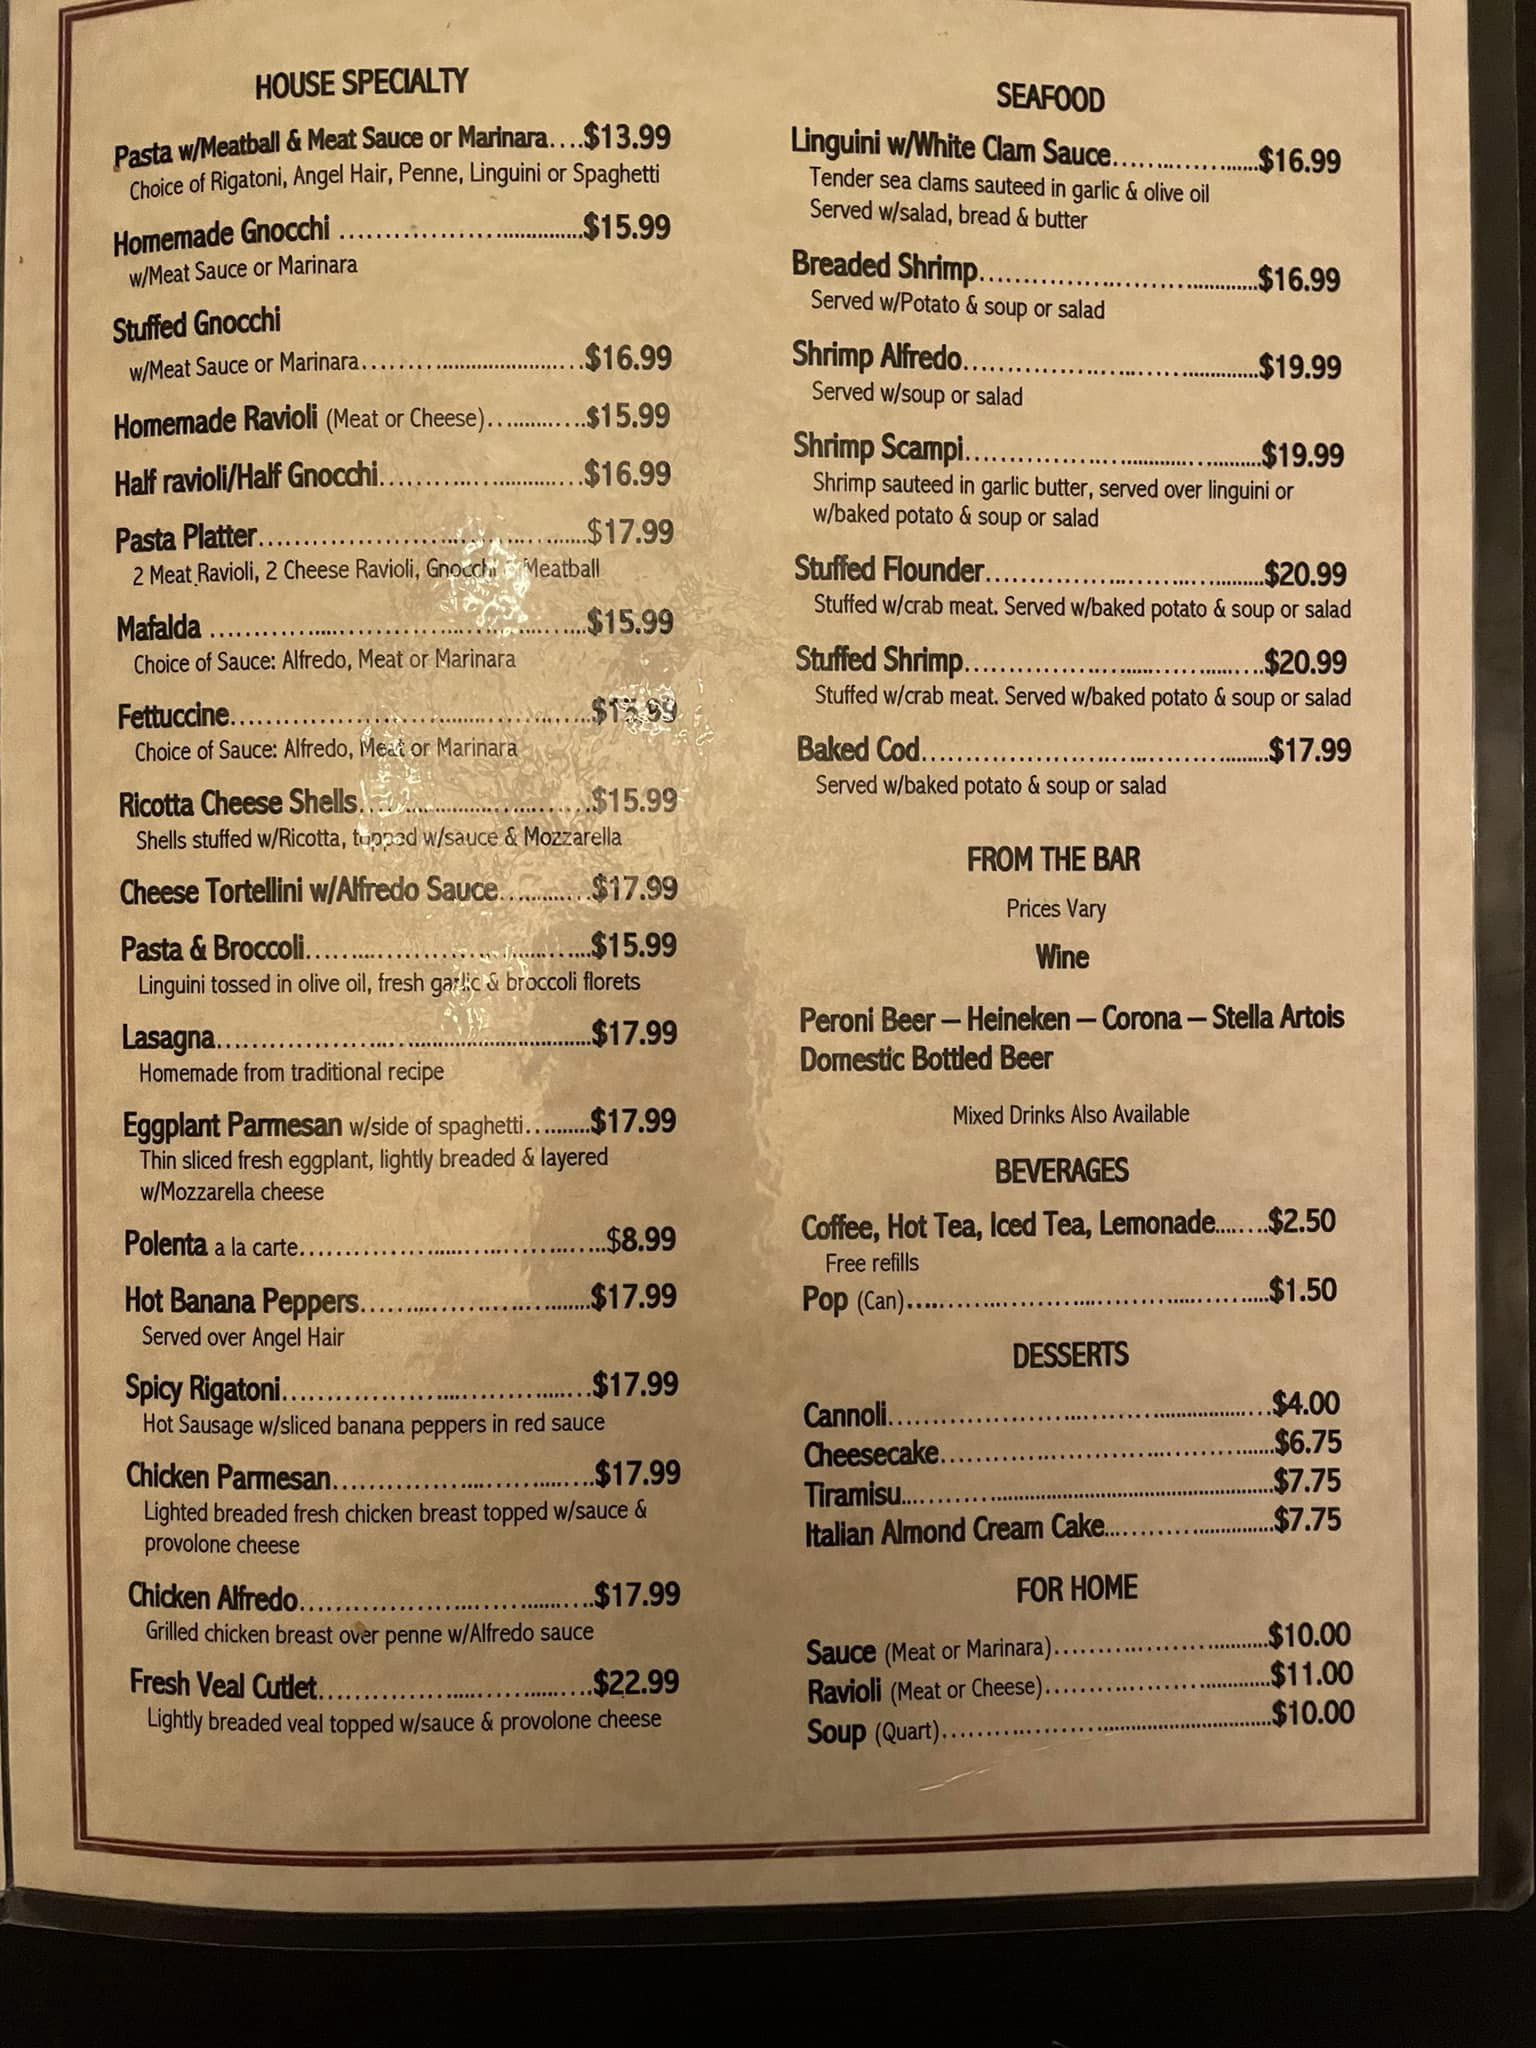 HOUSE SPECIALTY
Pasta w/Meatball & Meat Sauce or Marinara....$13.99
Choice of Rigatoni, Angel Hair, Penne, Linguini or Spaghetti
Homemade Gnocchi ...............................$15.99
w/Meat Sauce or Marinara
Stuffed Gnocchi
w/Meat Sauce or Marinara...............................$16.99
Homemade Ravioli (Meat or Cheese)..............$15.99
Half ravioli/Half Gnocchi...........................$16.99
Pasta Platter..........................................$17.99
2 Meat Ravioli, 2 Cheese Ravioli, Gnocchi Meatball
Mafalda ................................................$15.99
Choice of Sauce: Alfredo, Meat or Marinara
Fettuccine..............................................
Choice of Sauce: Alfredo, Meat or Marinara
Ricotta Cheese Shells..............................$15.99
Shells stuffed w/Ricotta, topped w/sauce & Mozzarella
Cheese Tortellini w/Alfredo Sauce............$17.99
Pasta & Broccoli.....................................$15.99
Linguini tossed in olive oil, fresh garlic & broccoli florets
Lasagna................................................$17.99
Homemade from traditional recipe
Eggplant Parmesan w/side of spaghetti...........$17.99
Thin sliced fresh eggplant, lightly breaded & layered
w/Mozzarella cheese
Polenta a la carte.......................................$8.99
Hot Banana Peppers..............................$17.99
Served over Angel Hair
Spicy Rigatoni........................................$17.99
Hot Sausage w/sliced banana peppers in red sauce
Chicken Parmesan..................................$17.99
Lighted breaded fresh chicken breast topped w/sauce &
provolone cheese
Chicken Alfredo......................................$17.99
Grilled chicken breast over penne w/Alfredo sauce
Fresh Veal Cutlet....................................$22.99
Lightly breaded veal topped w/sauce & provolone cheese
SEAFOOD
Linguini w/White Clam Sauce...................$16.99
Tender sea clams sauteed in garlic & olive oil
Served w/salad, bread & butter
Breaded Shrimp....................................$16.99
Served w/Potato & soup or salad
Shrimp Alfredo......................................$19.99
Served w/soup or salad
Shrimp Scampi......................................$19.99
Shrimp sauteed in garlic butter, served over linguini or
w/baked potato & soup or salad
Stuffed Flounder....................................$20.99
Stuffed w/crab meat. Served w/baked potato & soup or salad
Stuffed Shrimp......................................$20.99
Stuffed w/crab meat. Served w/baked potato & soup or salad
Baked Cod............................................$17.99
Served w/baked potato & soup or salad
FROM THE BAR
Prices Vary
Wine
Peroni Beer – Heineken – Corona – Stella Artois
Domestic Bottled Beer
Mixed Drinks Also Available
BEVERAGES
Coffee, Hot Tea, Iced Tea, Lemonade........$2.50
Free refills
Pop (Can)..............................................$1.50
DESSERTS
Cannoli..................................................$4.00
Cheesecake...........................................$6.75
Tiramisu................................................$7.75
Italian Almond Cream Cake.....................$7.75
FOR HOME
Sauce (Meat or Marinara)............................$10.00
Ravioli (Meat or Cheese).............................$11.00
Soup (Quart)............................................$10.00